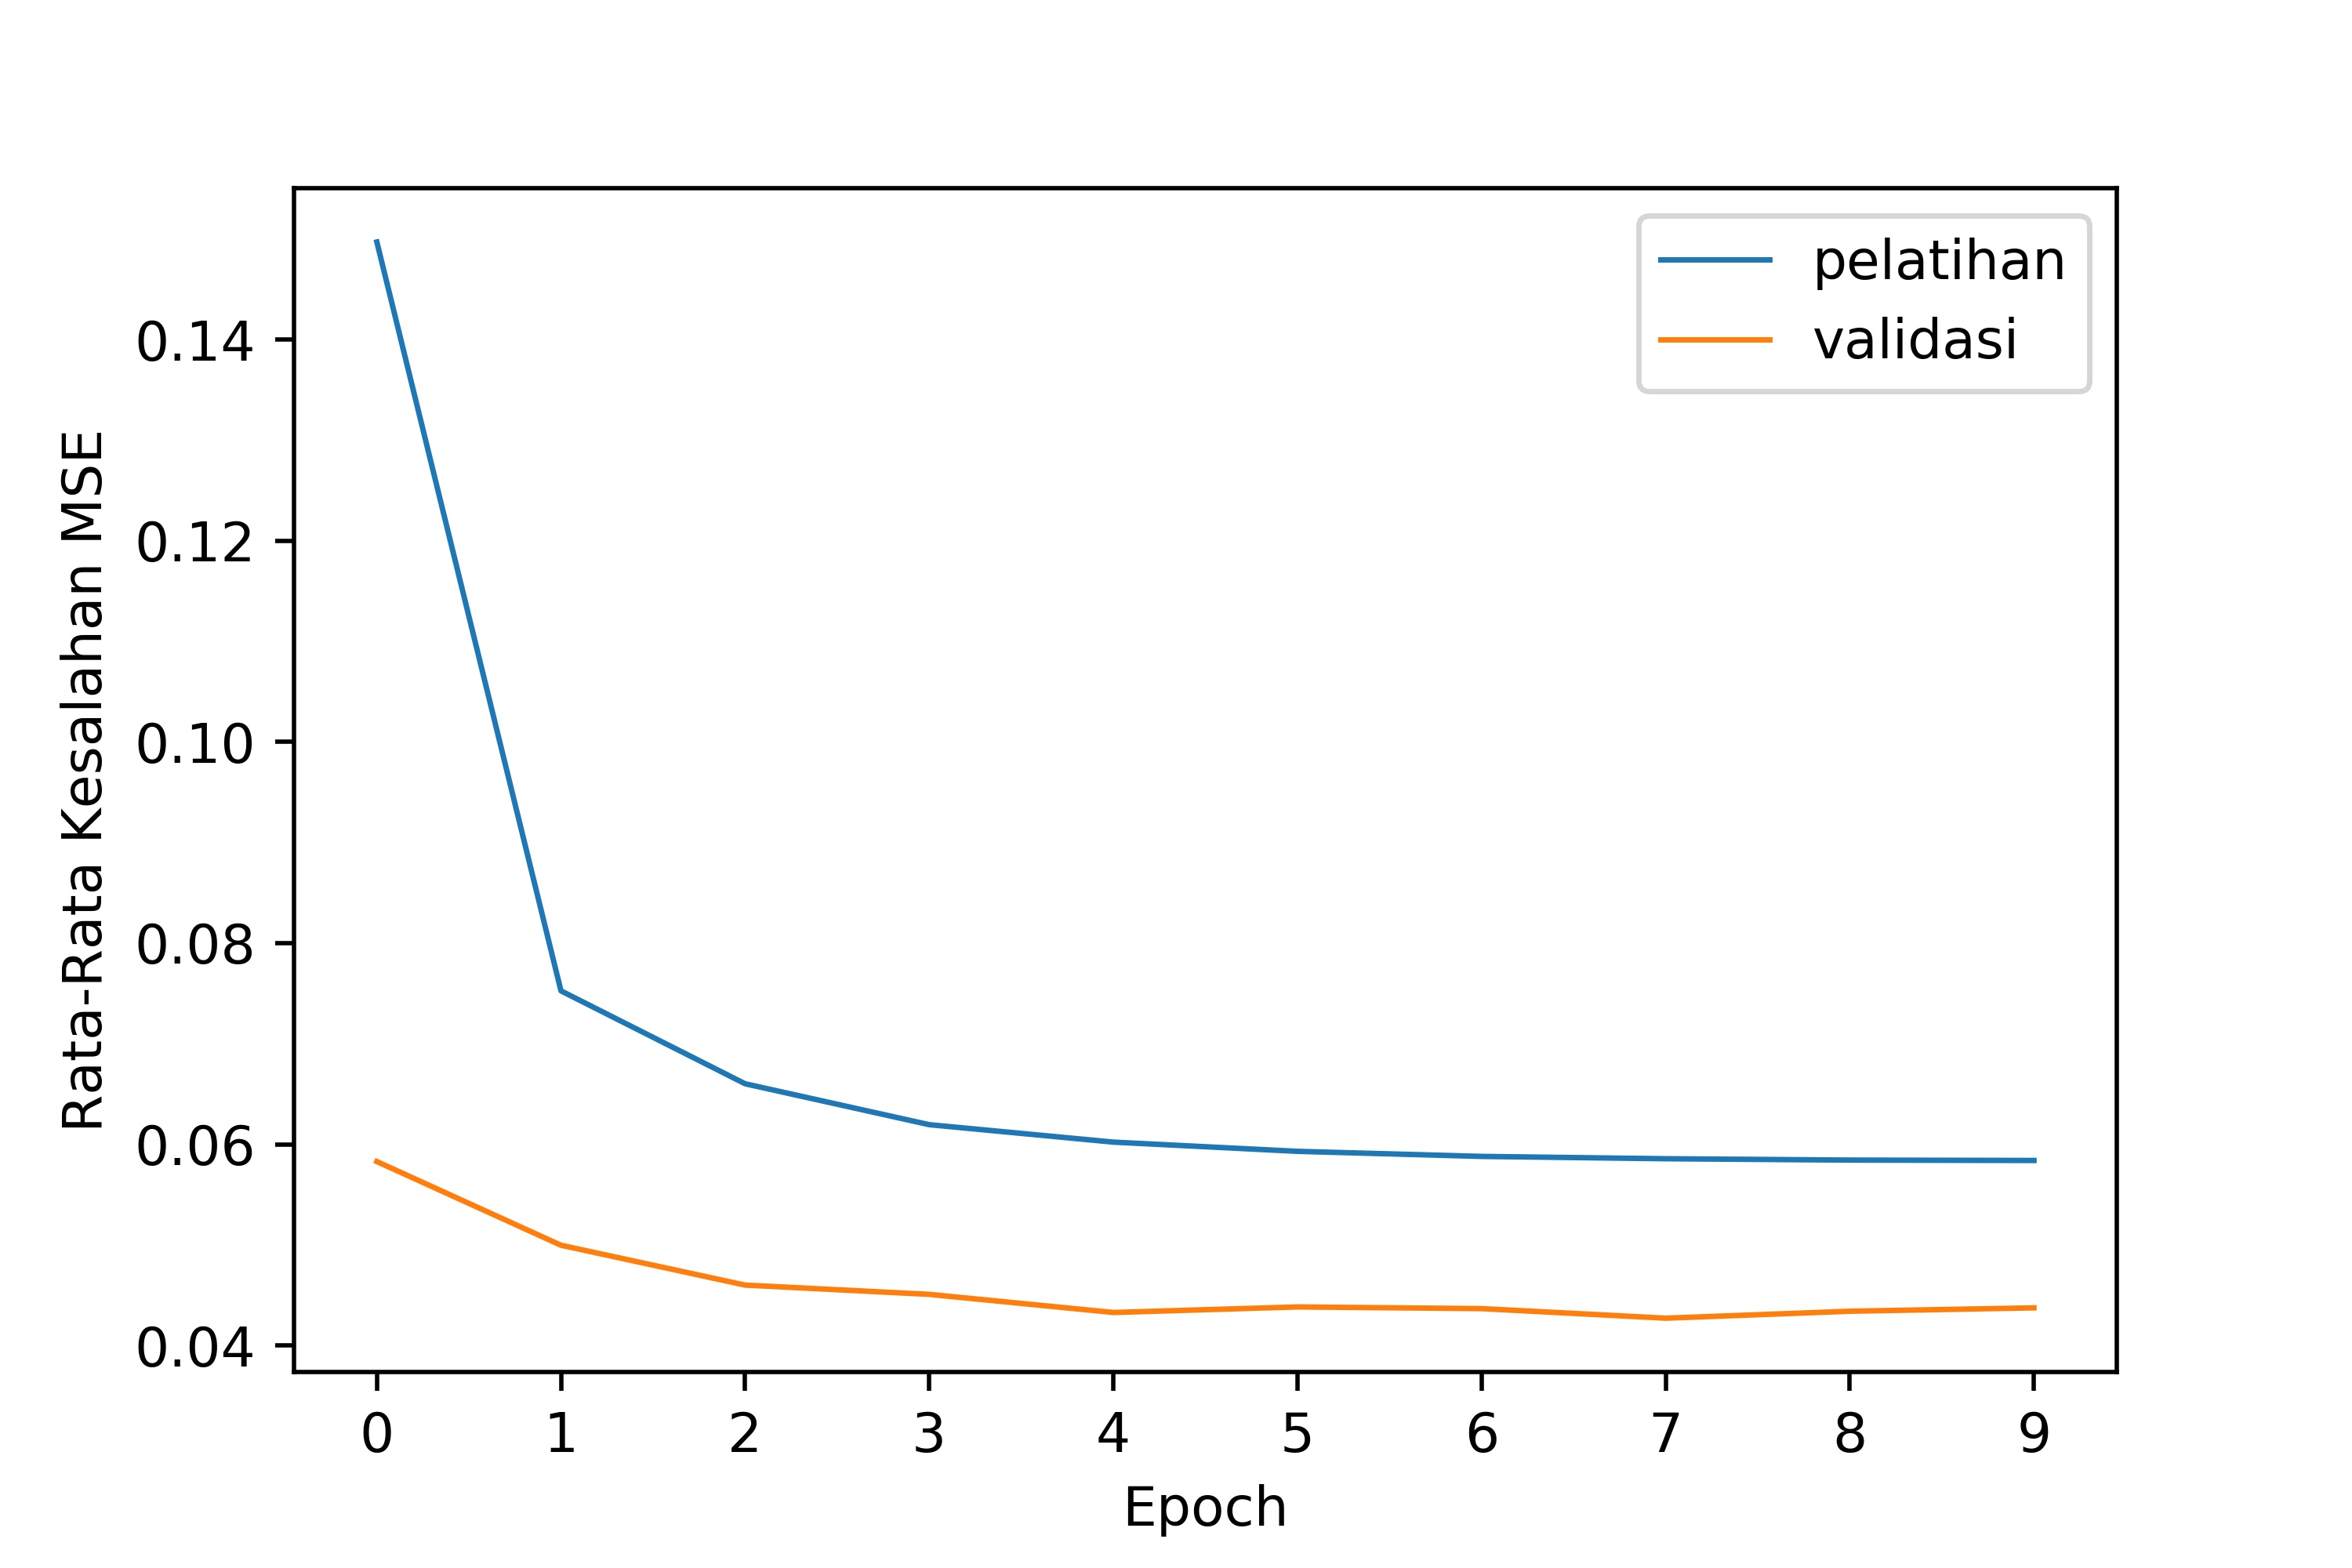 pelatihan
validasi
Rata-Rata Kesalahan MSE
0.14
0.12
0.10
0.08
0.06
0.04
0 1 2 3 4 5 6 7 8 9
Epoch